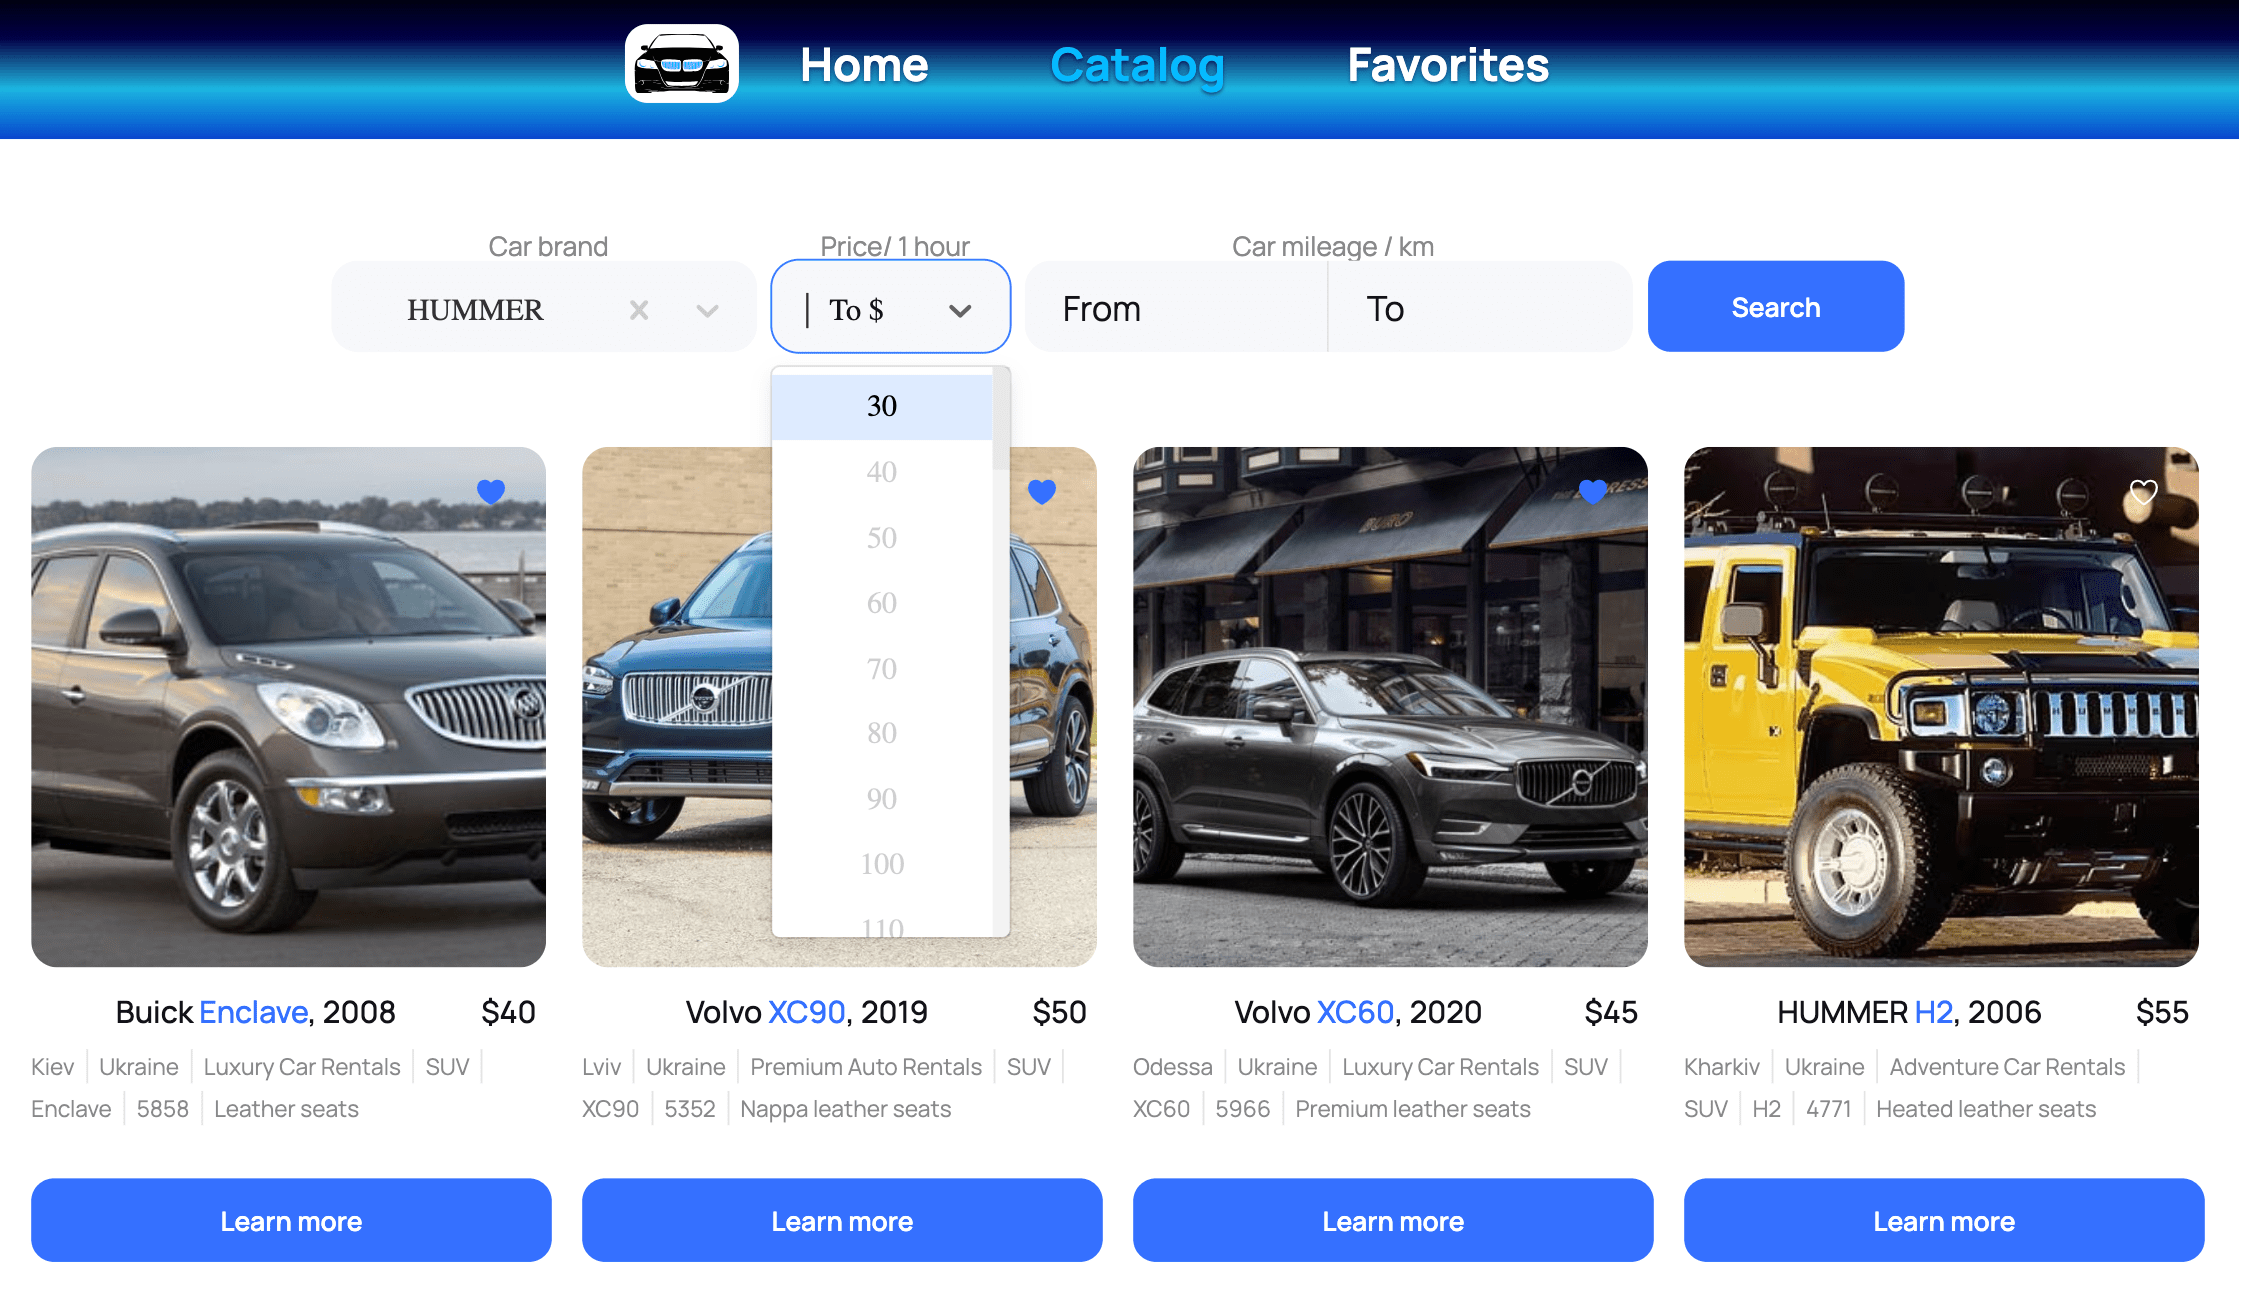 Home Catalog Favorites
Car brand Price/ 1 hour Car mileage / km
HUMMER To $ From To Search
30
40
50
60
70
80
90
100
110
BURO
Buick Enclave, 2008 $40
Kiev Ukraine Luxury Car Rentals SUV
Enclave 5858 Leather seats
Learn more
Volvo XC90, 2019 $50
Lviv Ukraine Premium Auto Rentals SUV
XC90 5352 Nappa leather seats
Learn more
Volvo XC60, 2020 $45
Odessa Ukraine Luxury Car Rentals SUV
XC60 5966 Premium leather seats
Learn more
HUMMER H2, 2006 $55
Kharkiv Ukraine Adventure Car Rentals
SUV H2 4771 Heated leather seats
Learn more